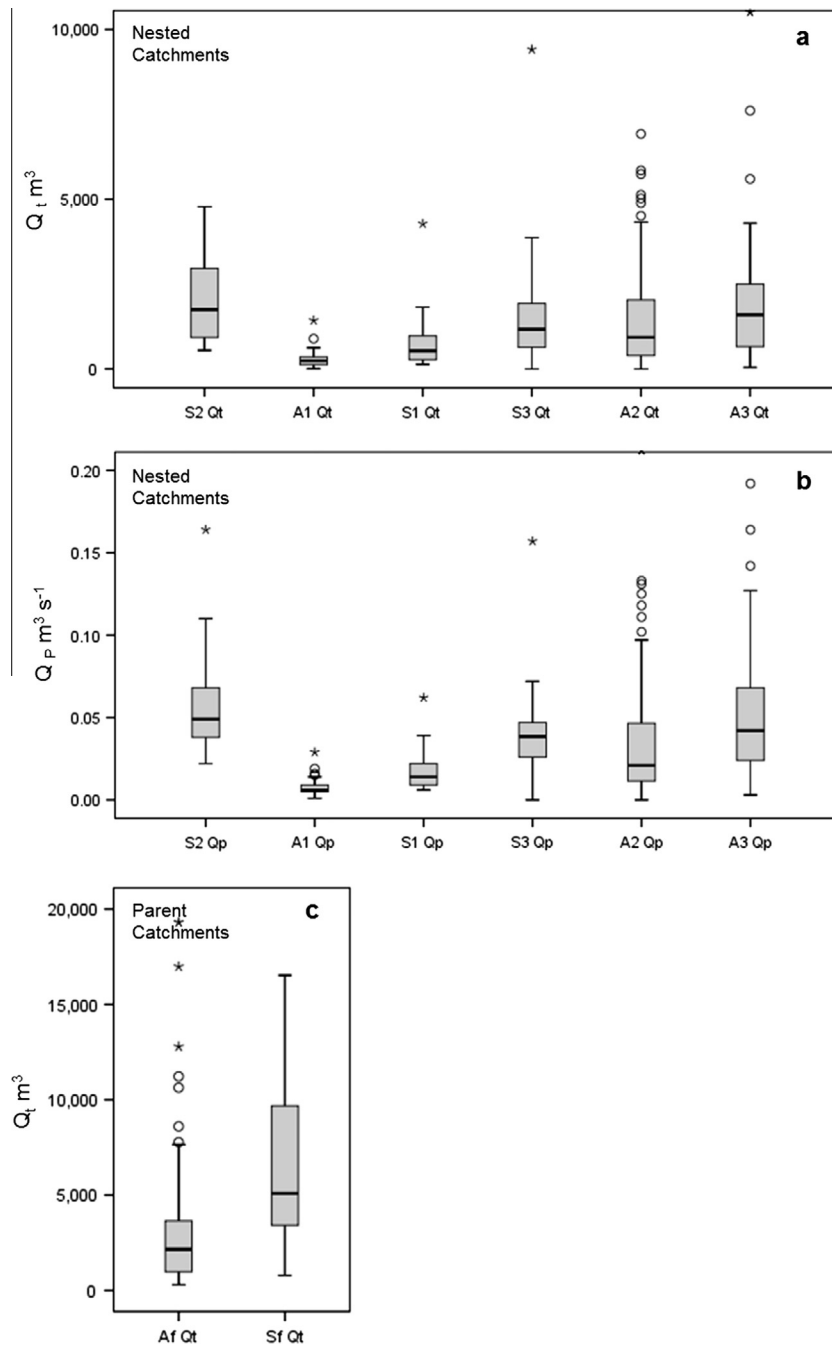 Nested
Catchments
a
10,000
5,000
0
Q t m³
S2 Qt A1 Qt S1 Qt S3 Qt A2 Qt A3 Qt
Nested
Catchments
b
0.20
0.15
0.10
0.05
0.00
Q P m³ s⁻¹
S2 Qp A1 Qp S1 Qp S3 Qp A2 Qp A3 Qp
Parent
Catchments
c
20,000
15,000
10,000
5,000
0
Qt m³
Af Qt Sf Qt